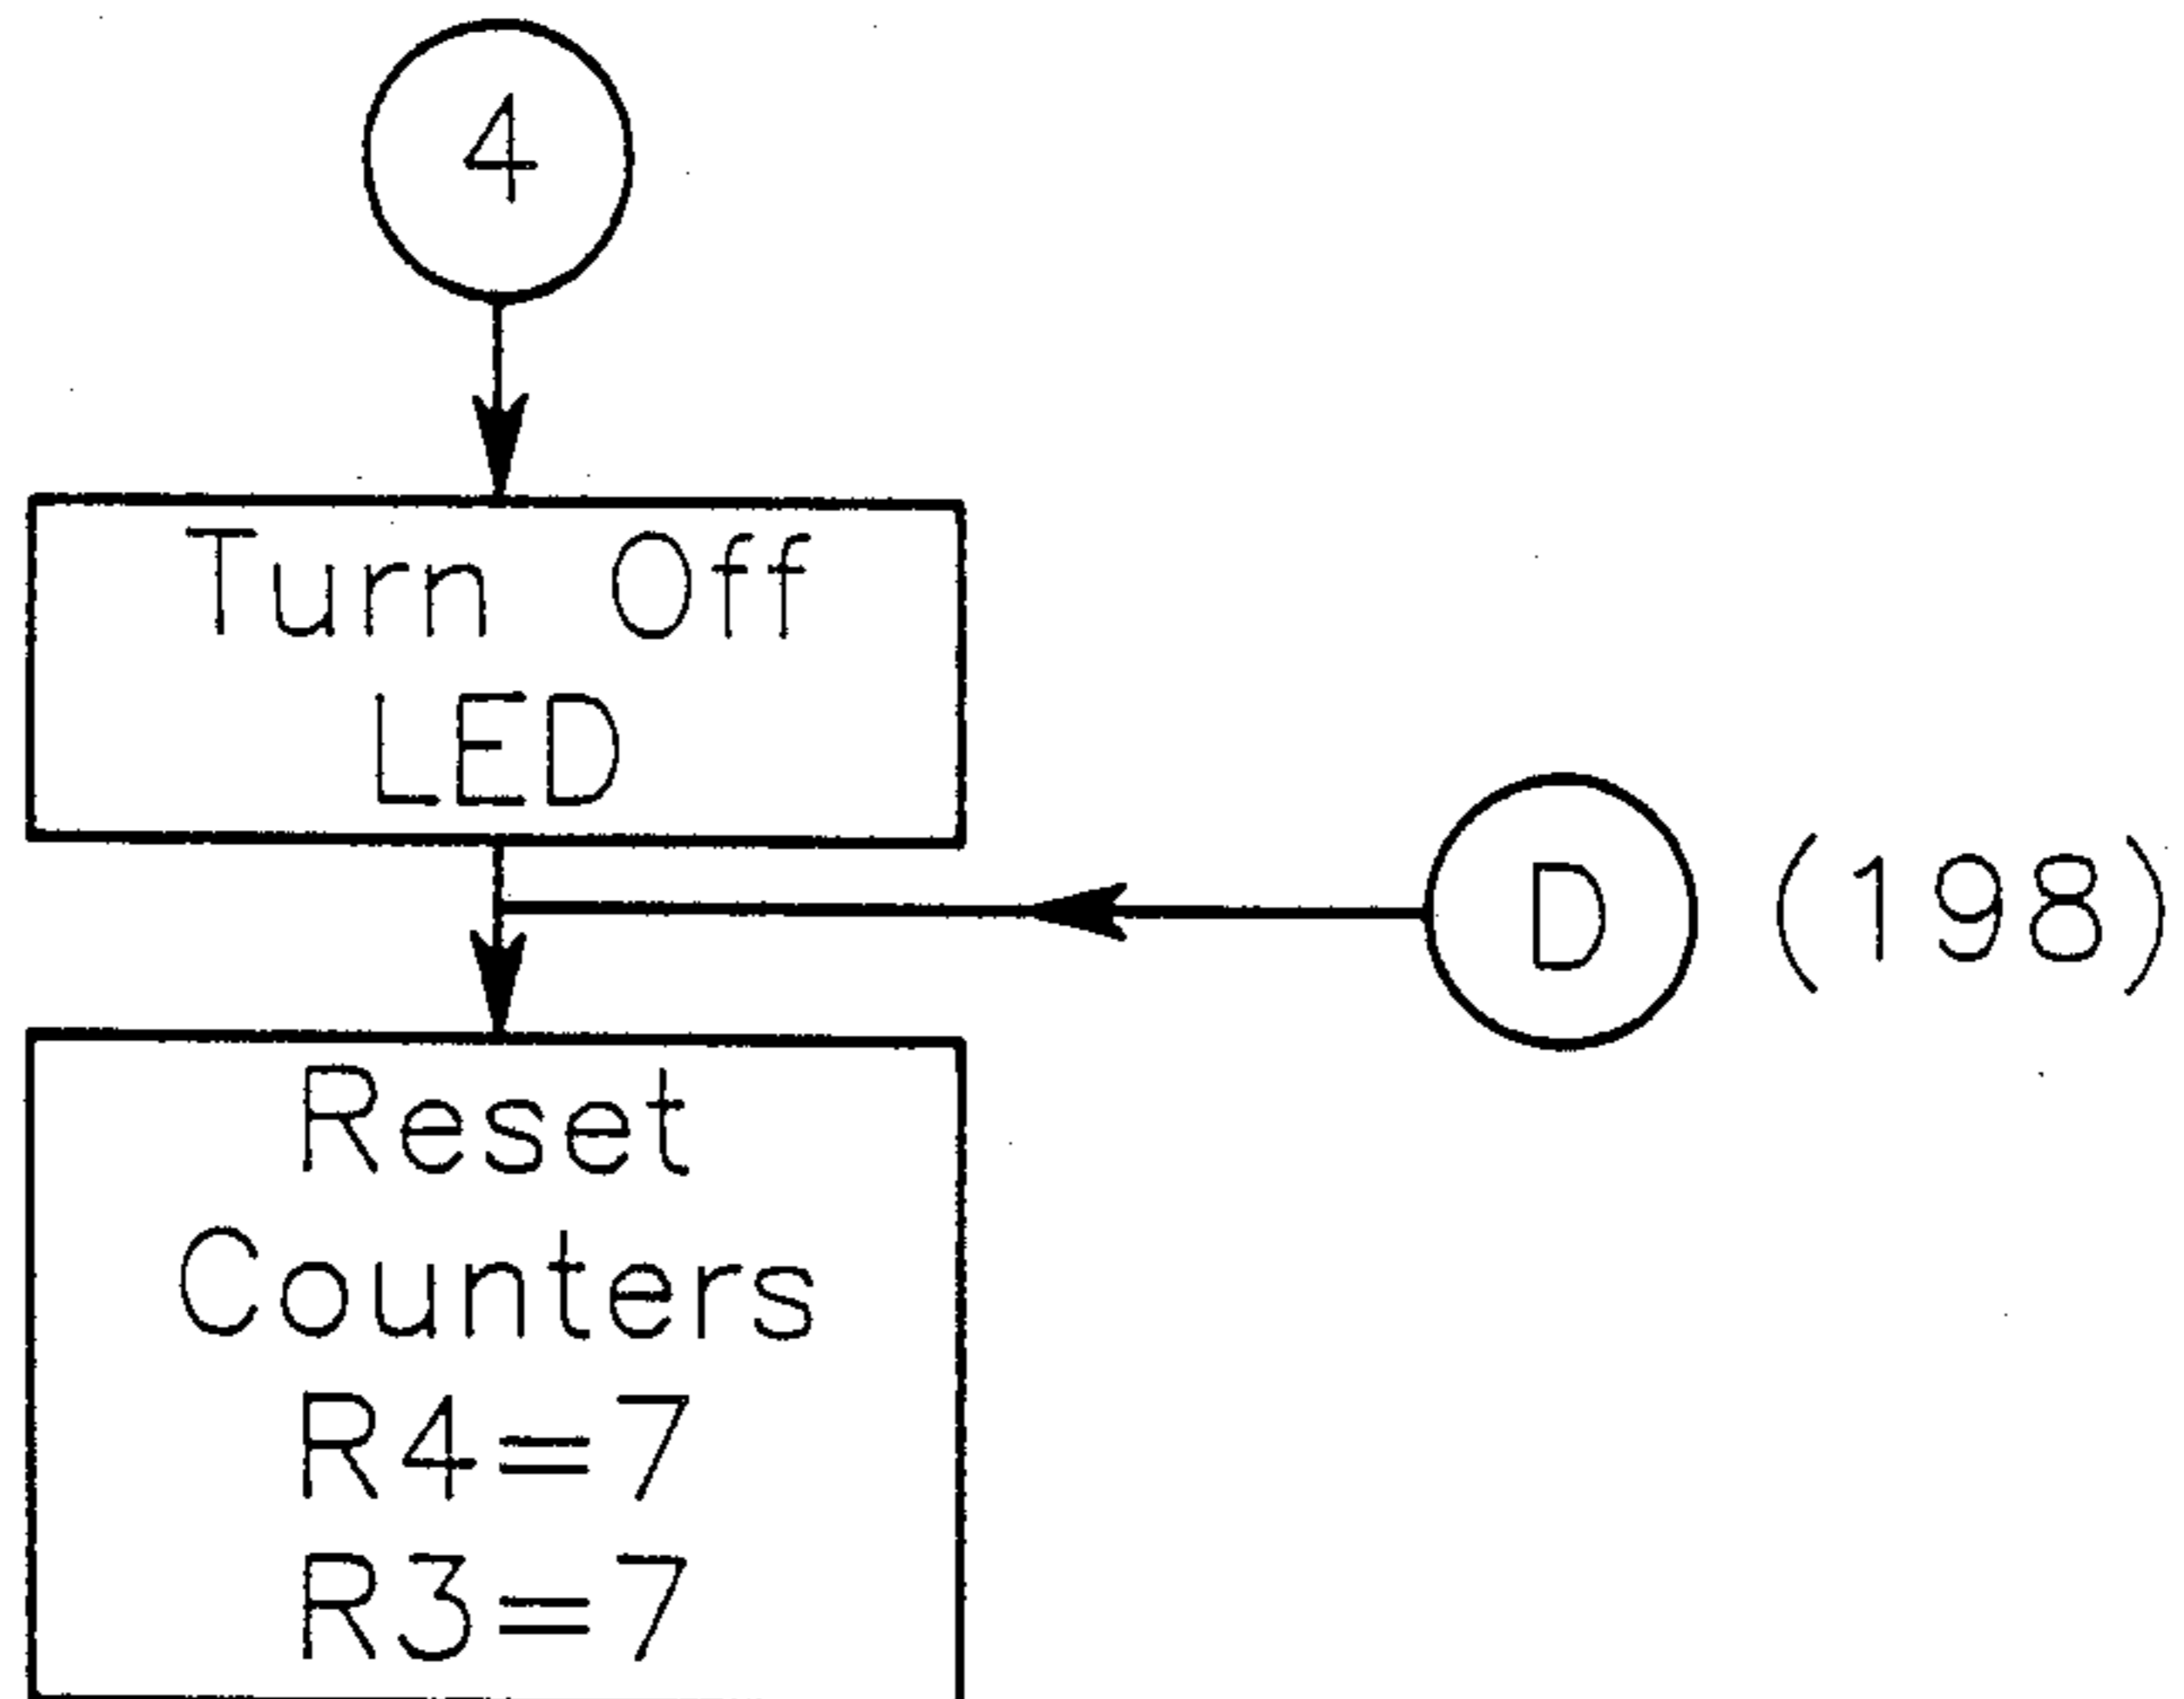 4
Turn Off
LED
D (198)
Reset
Counters
R4=7
R3=7